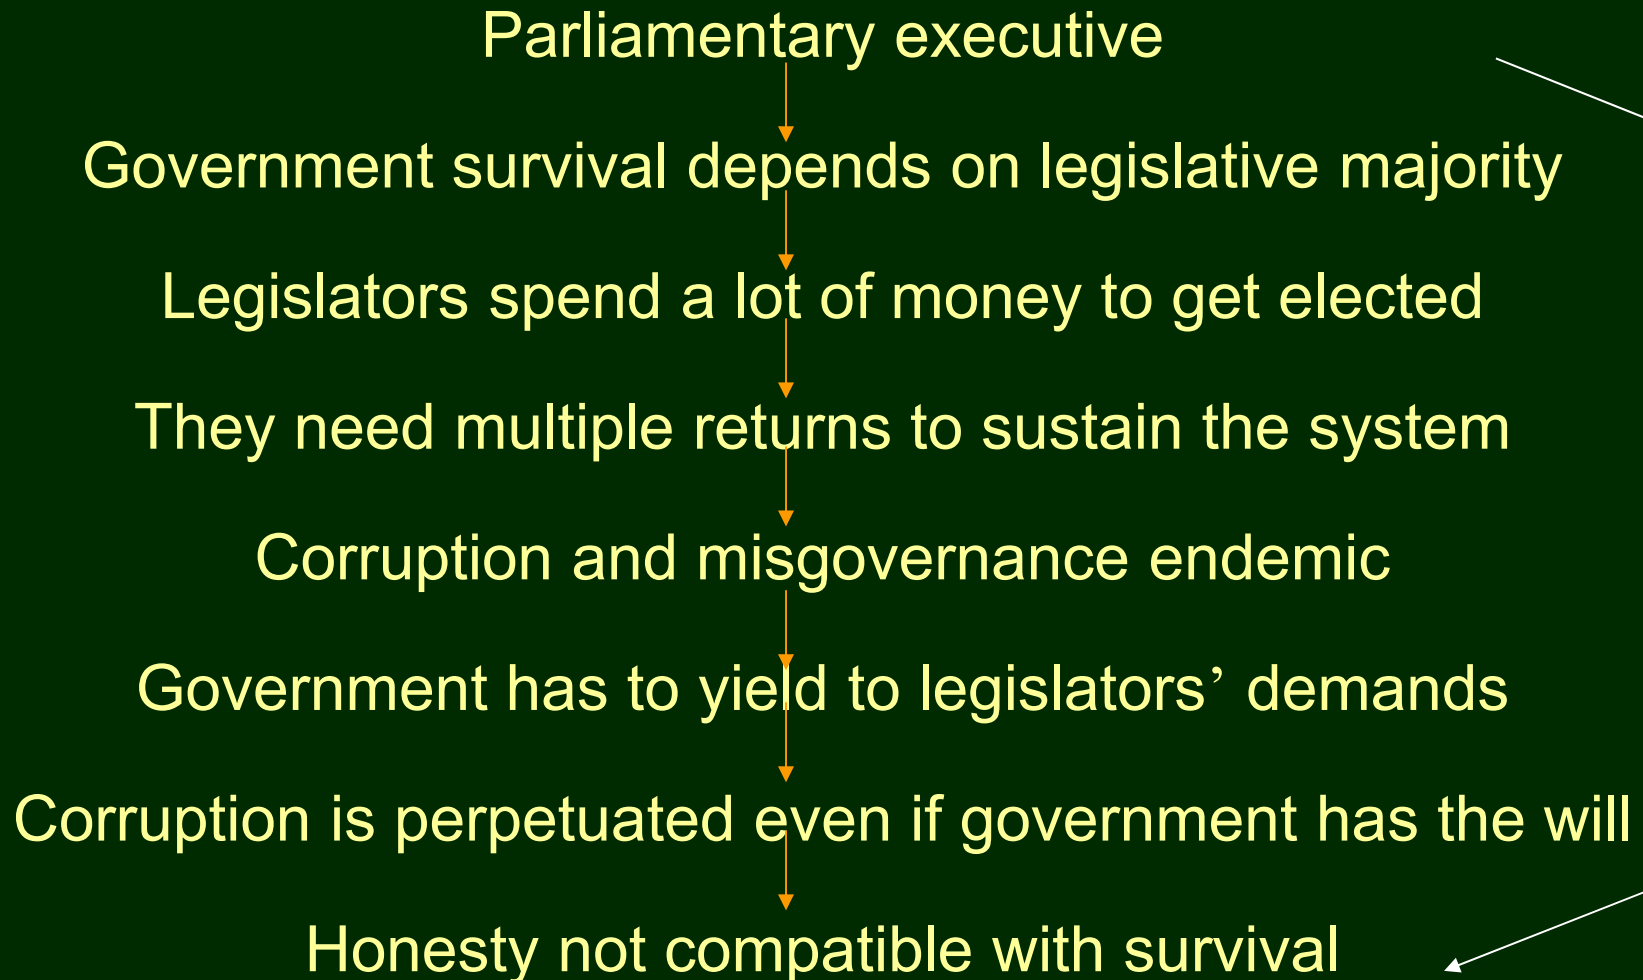 Parliamentary executive
Government survival depends on legislative majority
Legislators spend a lot of money to get elected
They need multiple returns to sustain the system
Corruption and misgovernance endemic
Government has to yield to legislators’ demands
Corruption is perpetuated even if government has the will
Honesty not compatible with survival